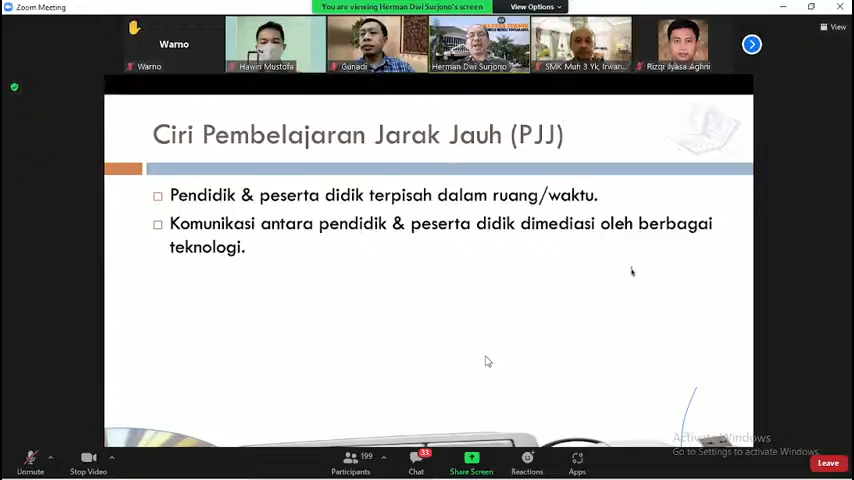 Zoom Meeting
You are viewing Herman Dwi Surjono's screen
View Options
View
Warno
Warno
Hawin Mustofa
Gunadi
Herman Dwi Surjono
SMK Muh 3 Yk, Irwan...
Rizqi Ilyasa Aghni
Ciri Pembelajaran Jarak Jauh (PJJ)
Pendidik & peserta didik terpisah dalam ruang/waktu.
Komunikasi antara pendidik & peserta didik dimediasi oleh berbagai
teknologi.
Activate Windows
Go to Settings to activate Windows.
Unmute
Stop Video
199
Participants
33
Chat
Share Screen
Reactions
Apps
Leave